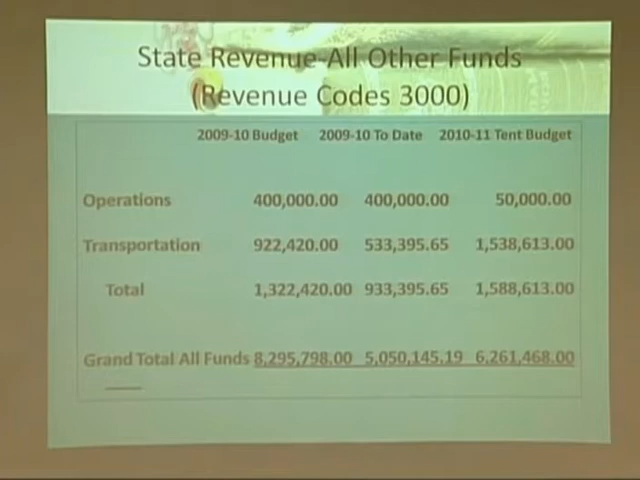 State Revenue-All Other Funds
(Revenue Codes 3000)
2009-10 Budget 2009-10 To Date 2010-11 Tent Budget
Operations 400,000.00 400,000.00 50,000.00
Transportation 922,420.00 533,395.65 1,538,613.00
Total 1,322,420.00 933,395.65 1,588,613.00
Grand Total All Funds 8,295,798.00 5,050,145.19 6,261,468.00